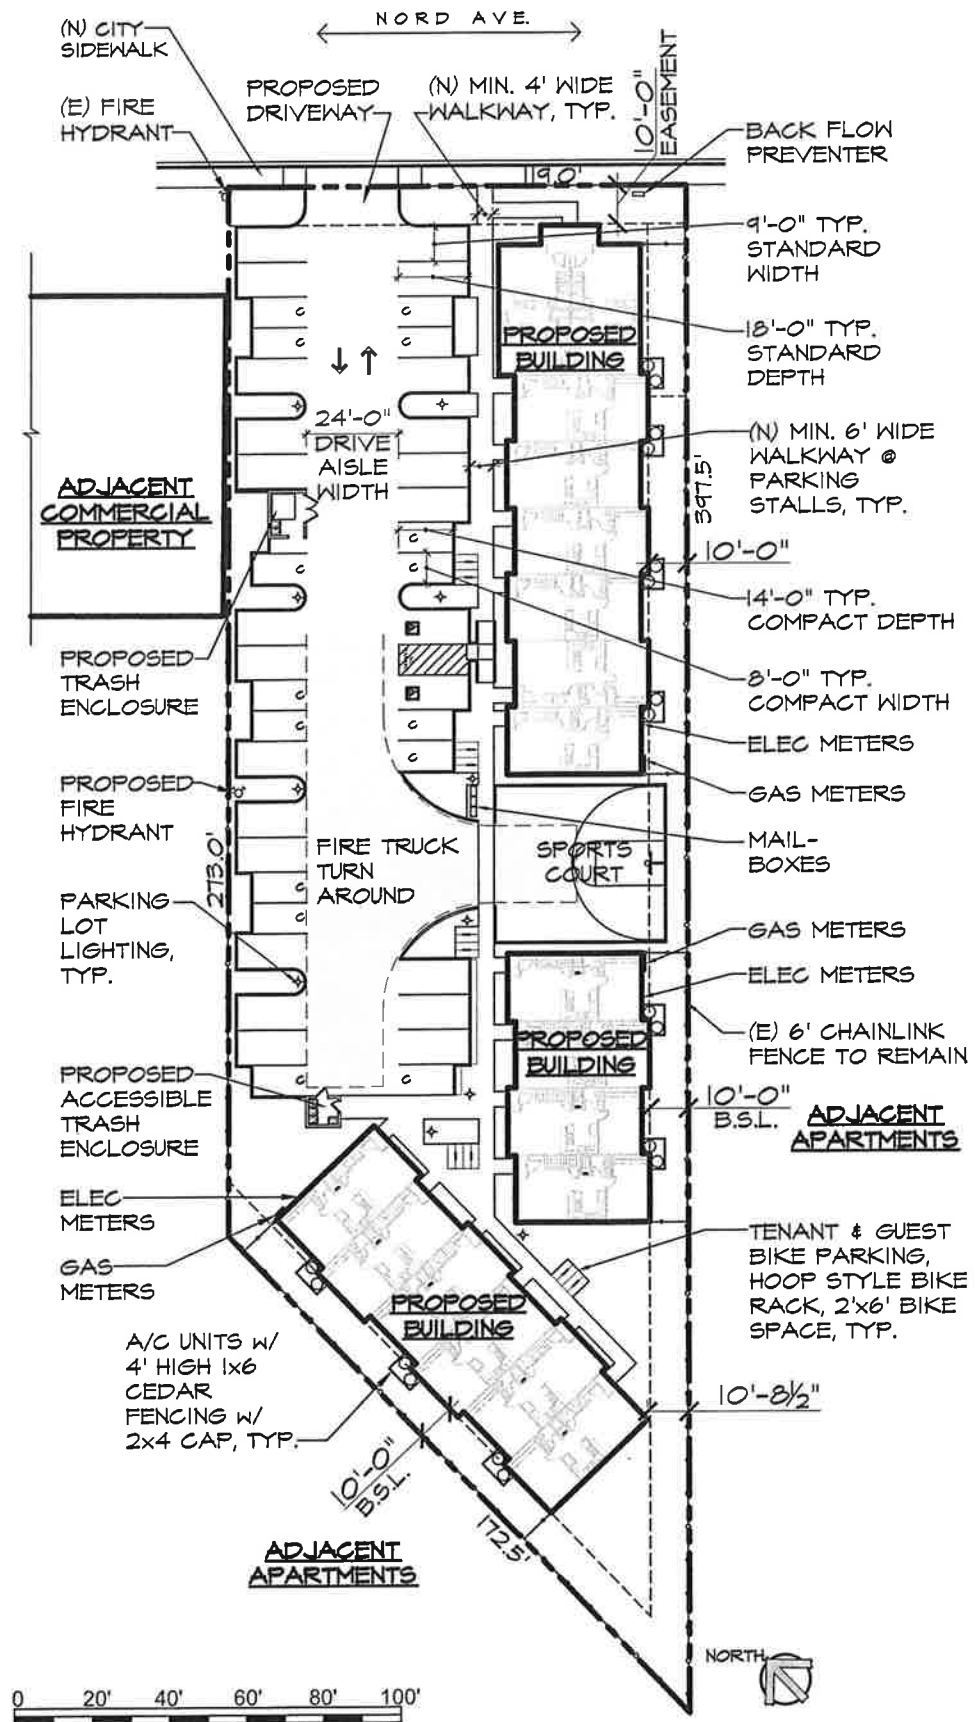 NORD AVE.
(N) CITY
SIDEWALK
PROPOSED
DRIVEWAY
(N) MIN. 4' WIDE
WALKWAY, TYP.
10'-0"
EASEMENT
(E) FIRE
HYDRANT
BACK FLOW
PREVENTER
9'-0" TYP.
STANDARD
WIDTH
PROPOSED
BUILDING
18'-0" TYP.
STANDARD
DEPTH
C
C
C
C
24'-0"
DRIVE
AISLE
WIDTH
(N) MIN. 6' WIDE
WALKWAY @
PARKING
STALLS, TYP.
397.5'
ADJACENT
COMMERCIAL
PROPERTY
10'-0"
C
C
C
14'-0" TYP.
COMPACT DEPTH
PROPOSED
TRASH
ENCLOSURE
8'-0" TYP.
COMPACT WIDTH
C
C
C
C
ELEC METERS
PROPOSED
FIRE
HYDRANT
GAS METERS
273.0'
FIRE TRUCK
TURN
AROUND
SPORTS
COURT
MAIL-
BOXES
C
C
PARKING
LOT
LIGHTING,
TYP.
GAS METERS
ELEC METERS
PROPOSED
BUILDING
(E) 6' CHAINLINK
FENCE TO REMAIN
C
C
PROPOSED
ACCESSIBLE
TRASH
ENCLOSURE
10'-0"
B.S.L.
ADJACENT
APARTMENTS
ELEC
METERS
GAS
METERS
TENANT & GUEST
BIKE PARKING,
HOOP STYLE BIKE
RACK, 2'x6' BIKE
SPACE, TYP.
PROPOSED
BUILDING
A/C UNITS W/
4' HIGH 1x6
CEDAR
FENCING W/
2x4 CAP, TYP.
10'-8½"
10'-0"
B.S.L.
172.5'
ADJACENT
APARTMENTS
NORTH
0 20' 40' 60' 80' 100'